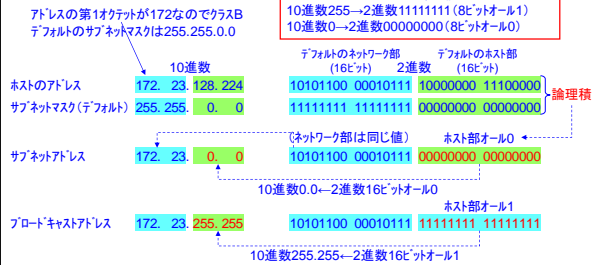 アドレスの第1オクテットが172なのでクラスB
デフォルトのサブネットマスクは255.255.0.0
10進数255→2進数11111111(8ビットオール1)
10進数0→2進数00000000(8ビットオール0)
デフォルトのネットワーク部 デフォルトのホスト部
10進数 (16ビット) 2進数 (16ビット)
ホストのアドレス 172. 23. 128. 224 10101100 00010111 10000000 11100000
論理積
サブネットマスク(デフォルト) 255. 255. 0. 0 11111111 11111111 00000000 00000000
(ネットワーク部は同じ値) ホスト部オール0
サブネットアドレス 172. 23. 0. 0 10101100 00010111 00000000 00000000
10進数0.0←2進数16ビットオール0
ホスト部オール1
ブロードキャストアドレス 172. 23. 255. 255 10101100 00010111 11111111 11111111
10進数255.255←2進数16ビットオール1